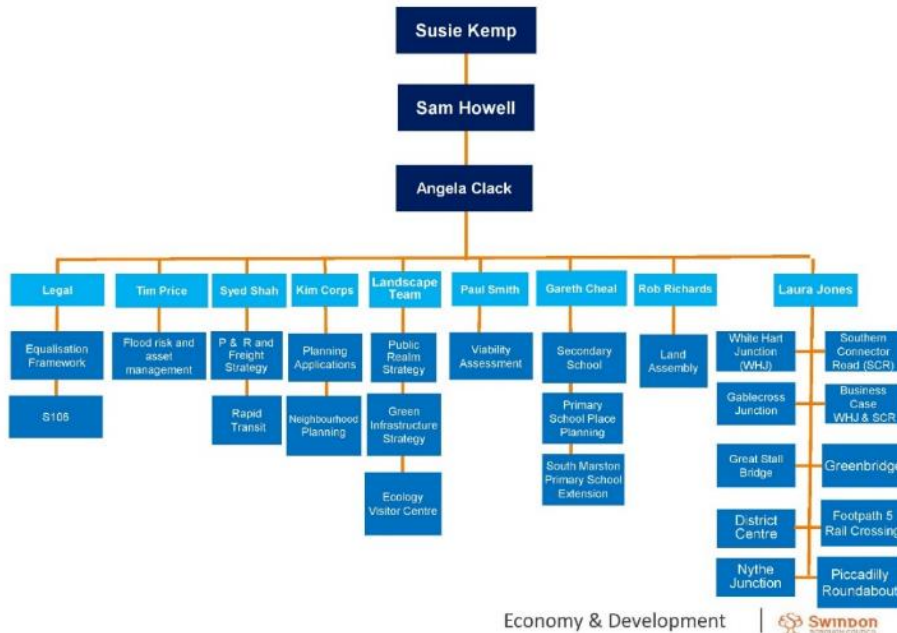 Susie Kemp
Sam Howell
Angela Clack
Legal
Tim Price
Syed Shah
Kim Corps
Landscape
Team
Paul Smith
Gareth Cheal
Rob Richards
Laura Jones
Equalisation
Framework
S106
Flood risk and
asset
management
P & R and
Freight
Strategy
Rapid
Transit
Planning
Applications
Neighbourhood
Planning
Public
Realm
Strategy
Green
Infrastructure
Strategy
Ecology
Visitor Centre
Viability
Assessment
Secondary
School
Primary
School Place
Planning
South Marston
Primary School
Extension
Land
Assembly
White Hart
Junction
(WHJ)
Southern
Connector
Road (SCR)
Gablecross
Junction
Business
Case
WHJ & SCR
Great Stall
Bridge
Greenbridge
District
Centre
Footpath 5
Rail Crossing
Nythe
Junction
Piccadilly
Roundabout
Economy & Development
Swindon